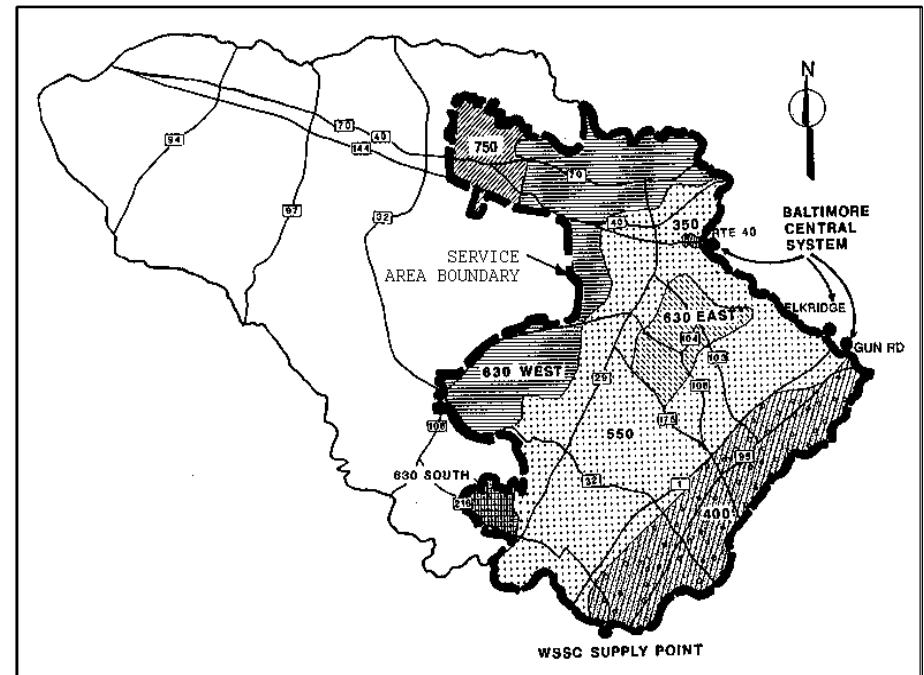 N
94
70
40
144
750
70
97
32
40
350
RTE 40
BALTIMORE
CENTRAL
SYSTEM
SERVICE
AREA BOUNDARY
630 EAST
ELKRIDGE
104
GUN RD
103
630 WEST
29
108
108
175
550
95
630 SOUTH
32
1
216
400
WSSC SUPPLY POINT